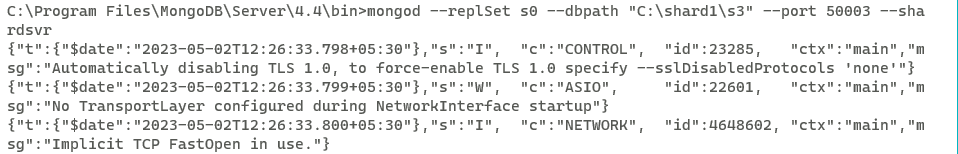 C:\Program Files\MongoDB\Server\4.4\bin>mongod --replSet s0 --dbpath "C:\shard1\s3" --port 50003 --sha
rdsvr
{"t":{"$date":"2023-05-02T12:26:33.798+05:30"},"s":"I",  "c":"CONTROL",  "id":23285,   "ctx":"main","m
sg":"Automatically disabling TLS 1.0, to force-enable TLS 1.0 specify --sslDisabledProtocols 'none'"}
{"t":{"$date":"2023-05-02T12:26:33.799+05:30"},"s":"W",  "c":"ASIO",     "id":22601,   "ctx":"main","m
sg":"No TransportLayer configured during NetworkInterface startup"}
{"t":{"$date":"2023-05-02T12:26:33.800+05:30"},"s":"I",  "c":"NETWORK",  "id":4648602, "ctx":"main","m
sg":"Implicit TCP FastOpen in use."}